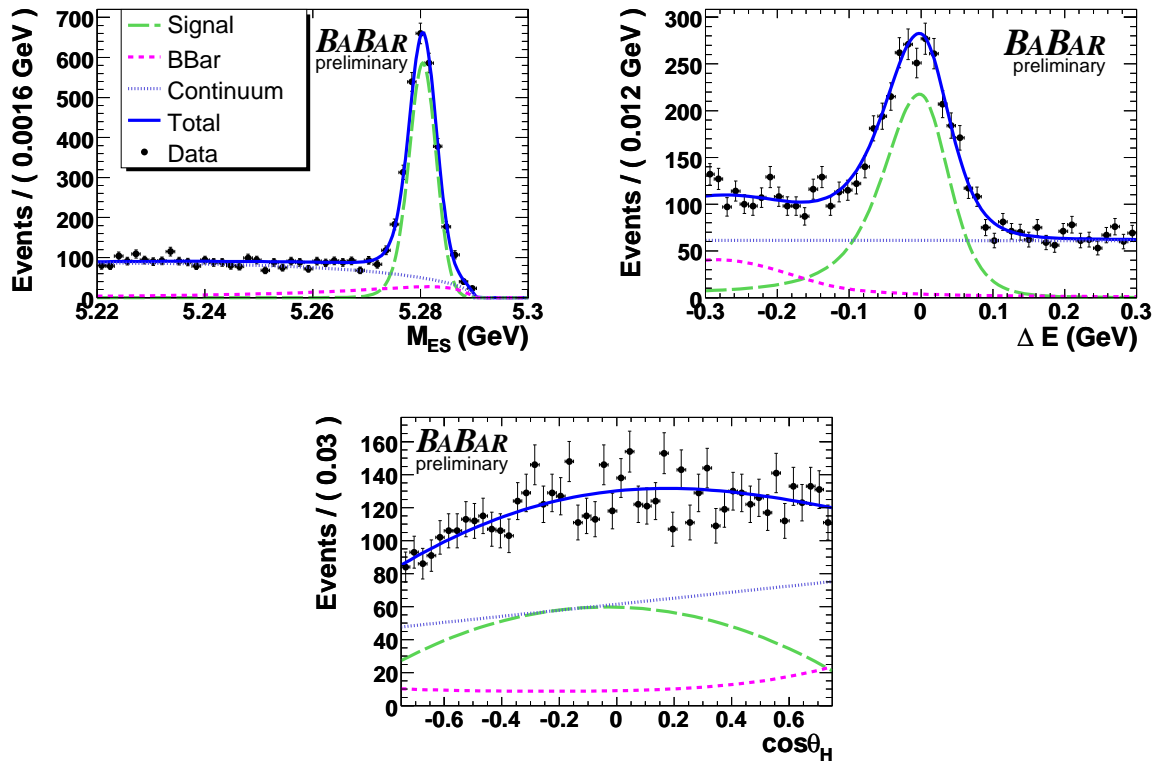 Events / ( 0.0016 GeV )
700
600
500
400
300
200
100
0
Signal
BBar
Continuum
Total
Data
BABAR
preliminary
5.22 5.24 5.26 5.28 5.3
M_ES (GeV)
Events / ( 0.012 GeV )
300
250
200
150
100
50
0
BABAR
preliminary
-0.3 -0.2 -0.1 0 0.1 0.2 0.3
Δ E (GeV)
Events / ( 0.03 )
160
140
120
100
80
60
40
20
0
BABAR
preliminary
-0.6 -0.4 -0.2 0 0.2 0.4 0.6
cosθ_H